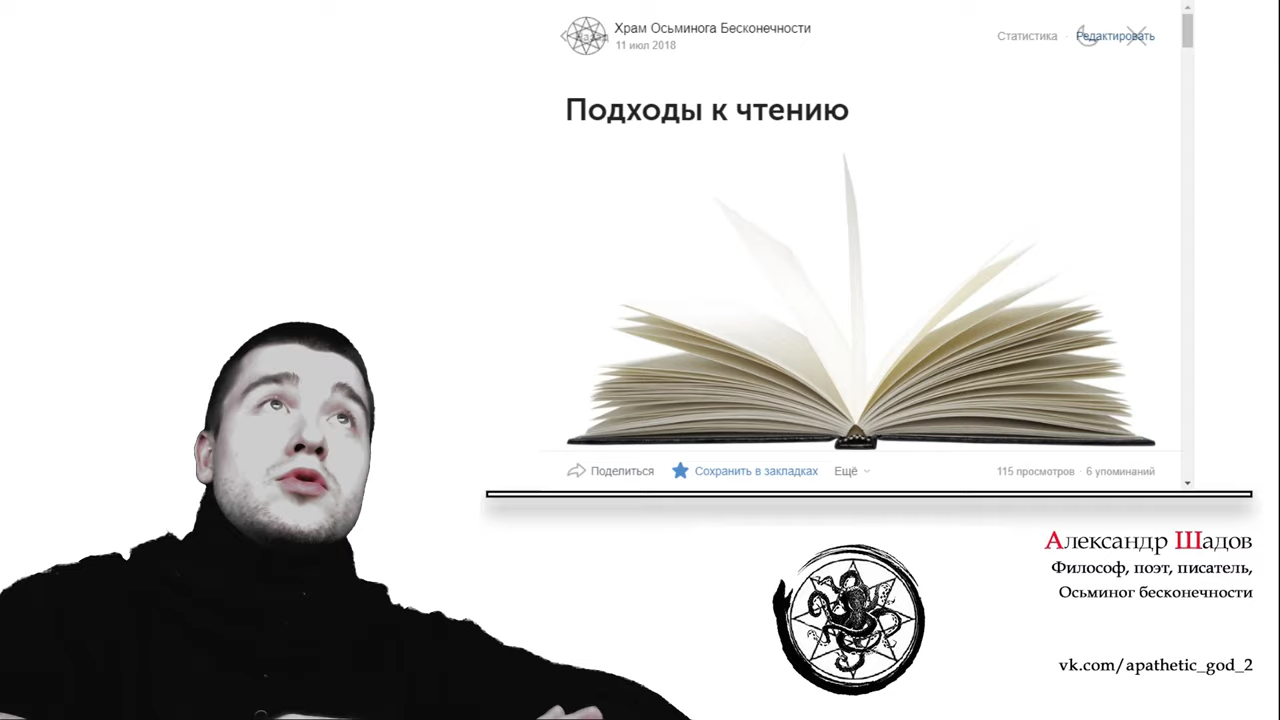 Храм Осьминога Бесконечности
11 июл 2018
Статистика · Редактировать
Подходы к чтению
Поделиться
Сохранить в закладках
Ещё
115 просмотров · 6 упоминаний
Александр Шадов
Философ, поэт, писатель,
Осьминог бесконечности
vk.com/apathetic_god_2